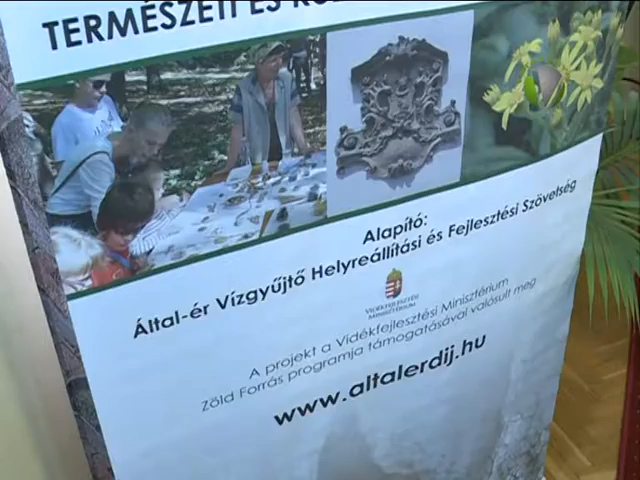 TERMÉSZETI ÉS
Alapító:
Által-ér Vízgyűjtő Helyreállítási és Fejlesztési Szövetség
VIDÉKFEJLESZTÉSI
MINISZTÉRIUM
A projekt a Vidékfejlesztési Minisztérium
Zöld Forrás programja támogatásával valósult meg
www.altalerdij.hu